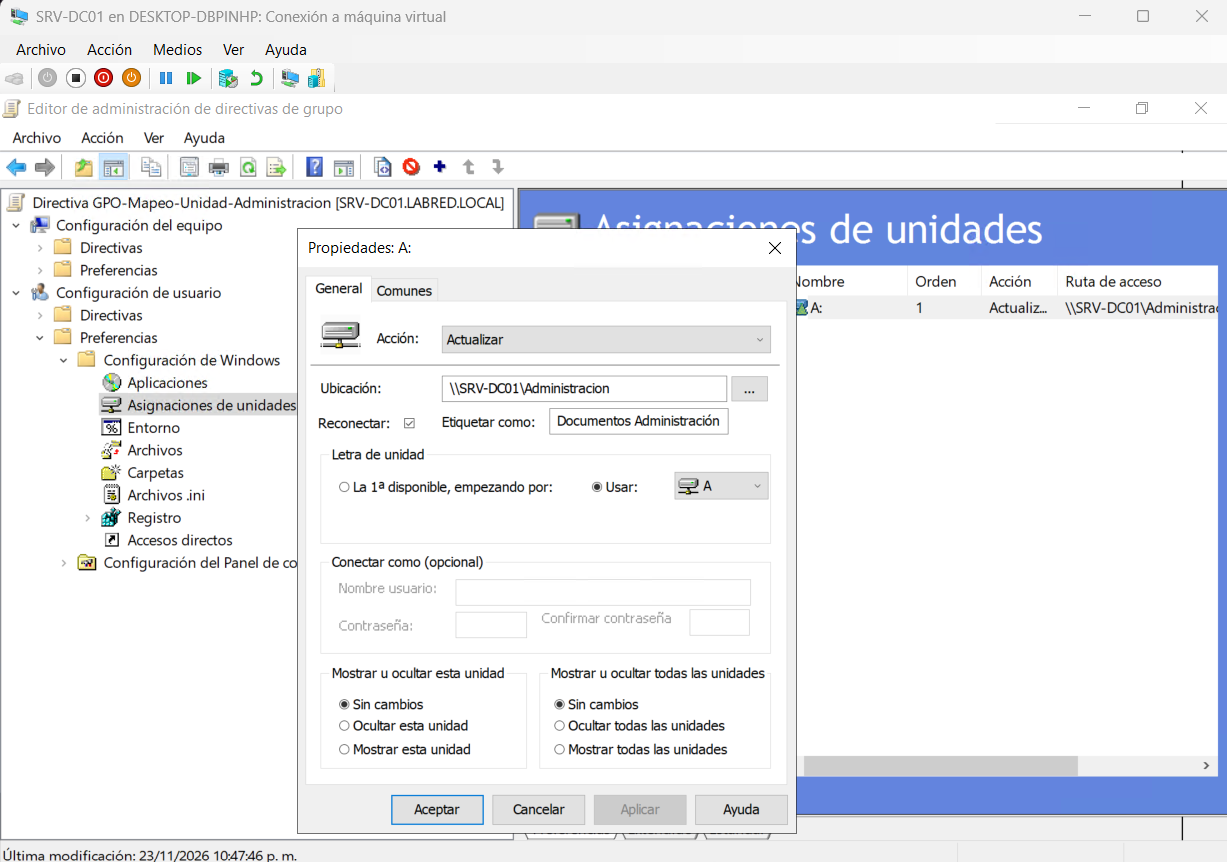 SRV-DC01 en DESKTOP-DBPINHP: Conexión a máquina virtual
Archivo Acción Medios Ver Ayuda
Editor de administración de directivas de grupo
Archivo Acción Ver Ayuda
Directiva GPO-Mapeo-Unidad-Administracion [SRV-DC01.LABRED.LOCAL]
Configuración del equipo
Directivas
Preferencias
Configuración de usuario
Directivas
Preferencias
Configuración de Windows
Aplicaciones
Asignaciones de unidades
Entorno
Archivos
Carpetas
Archivos .ini
Registro
Accesos directos
Configuración del Panel de co
Asignaciones de unidades
Nombre Orden Acción Ruta de acceso
A: 1 Actualiz... \\SRV-DC01\Administrac
Propiedades: A:
General Comunes
Acción: Actualizar
Ubicación: \\SRV-DC01\Administracion ...
Reconectar: Etiquetar como: Documentos Administración
Letra de unidad
La 1ª disponible, empezando por: Usar: A
Conectar como (opcional)
Nombre usuario:
Contraseña: Confirmar contraseña
Mostrar u ocultar esta unidad Mostrar u ocultar todas las unidades
Sin cambios Sin cambios
Ocultar esta unidad Ocultar todas las unidades
Mostrar esta unidad Mostrar todas las unidades
Aceptar Cancelar Aplicar Ayuda
Última modificación: 23/11/2026 10:47:46 p. m.